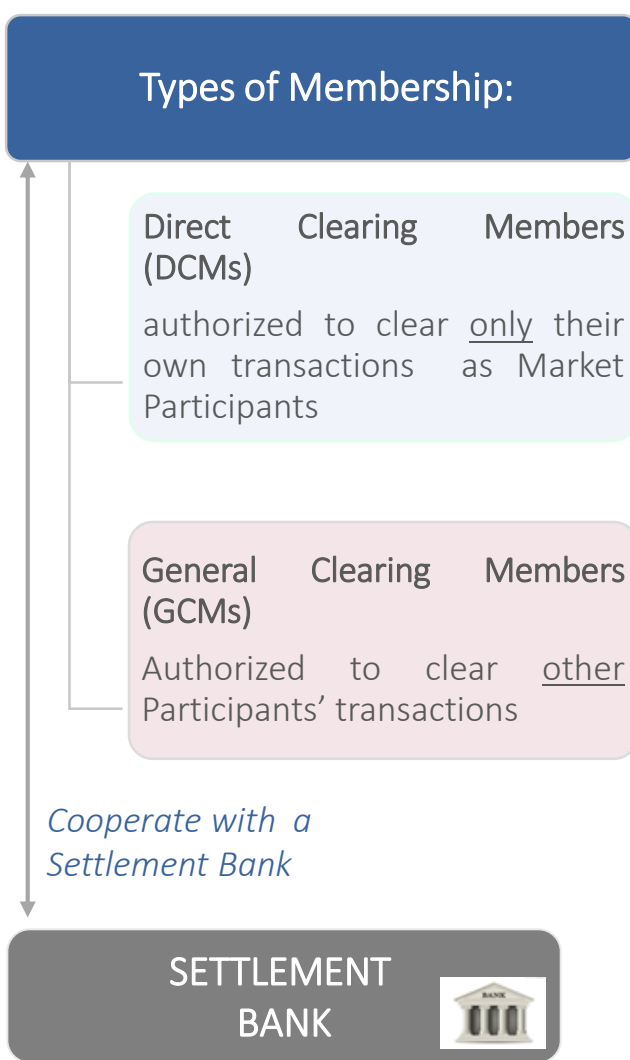 Types of Membership:
Direct Clearing Members
(DCMs)
authorized to clear only their
own transactions as Market
Participants
General Clearing Members
(GCMs)
Authorized to clear other
Participants’ transactions
Cooperate with a
Settlement Bank
SETTLEMENT
BANK
BANK